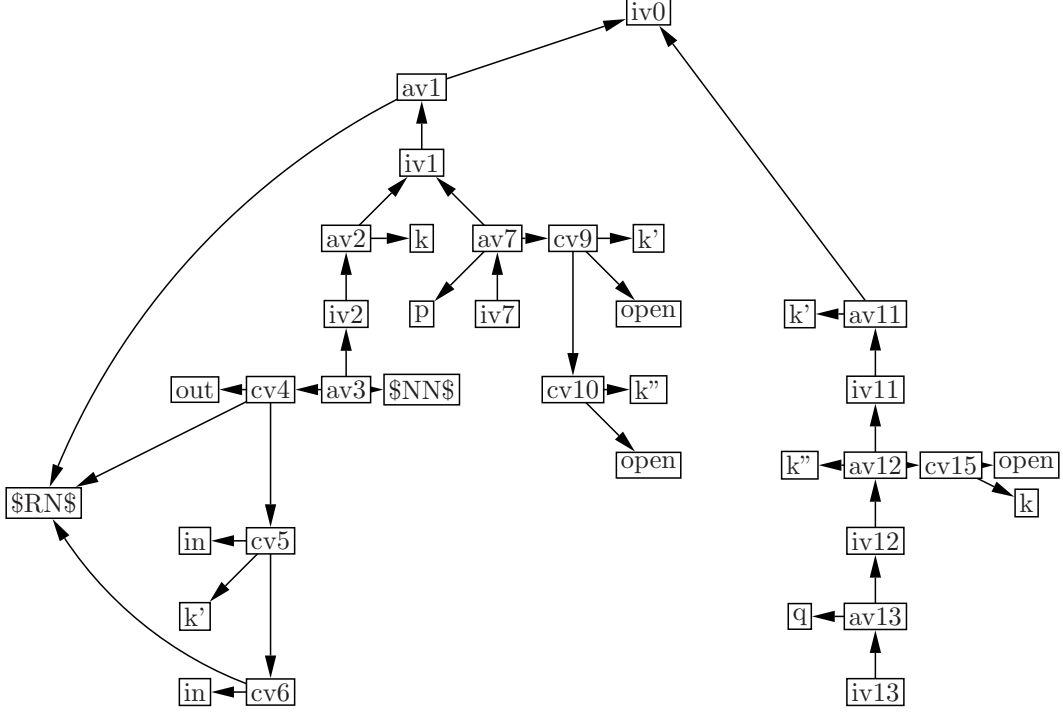 iv0
av1
iv1
av2 k av7 cv9 k'
iv2 p iv7 open k' av11
out cv4 av3 $NN$ cv10 k" iv11
open k" av12 cv15 open
$RN$ k
in cv5 iv12
k' q av13
in cv6 iv13